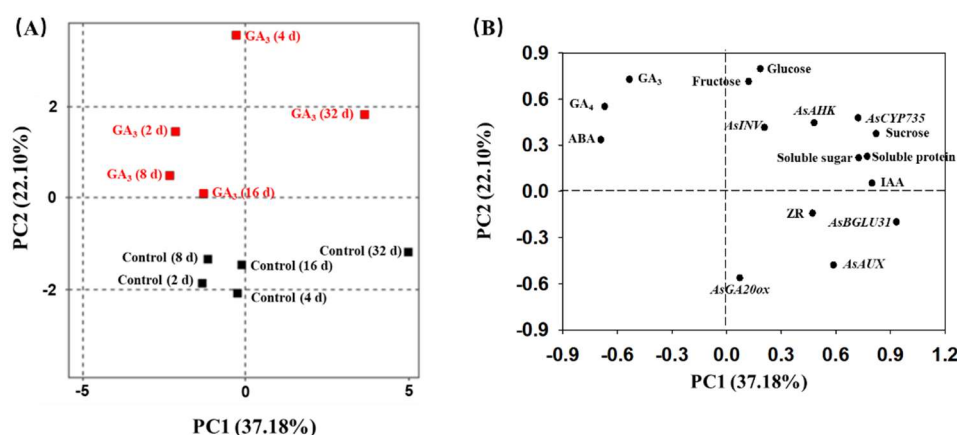 (A)
GA₃ (4 d)
2
GA₃ (32 d)
GA₃ (2 d)
GA₃ (8 d)
GA₃ (16 d)
0
Control (8 d)
Control (32 d)
Control (16 d)
Control (2 d)
Control (4 d)
-2
-5
0
5
PC2 (22.10%)
PC1 (37.18%)
(B)
0.9
0.6
0.3
0.0
-0.3
-0.6
-0.9
Glucose
Fructose
GA₃
GA₄
AsAHK
AsCYP735
AsINV
Sucrose
ABA
Soluble sugar
Soluble protein
IAA
ZR
AsBGLU31
AsAUX
AsGA20ox
-0.9
-0.6
-0.3
0.0
0.3
0.6
0.9
1.2
PC2 (22.10%)
PC1 (37.18%)